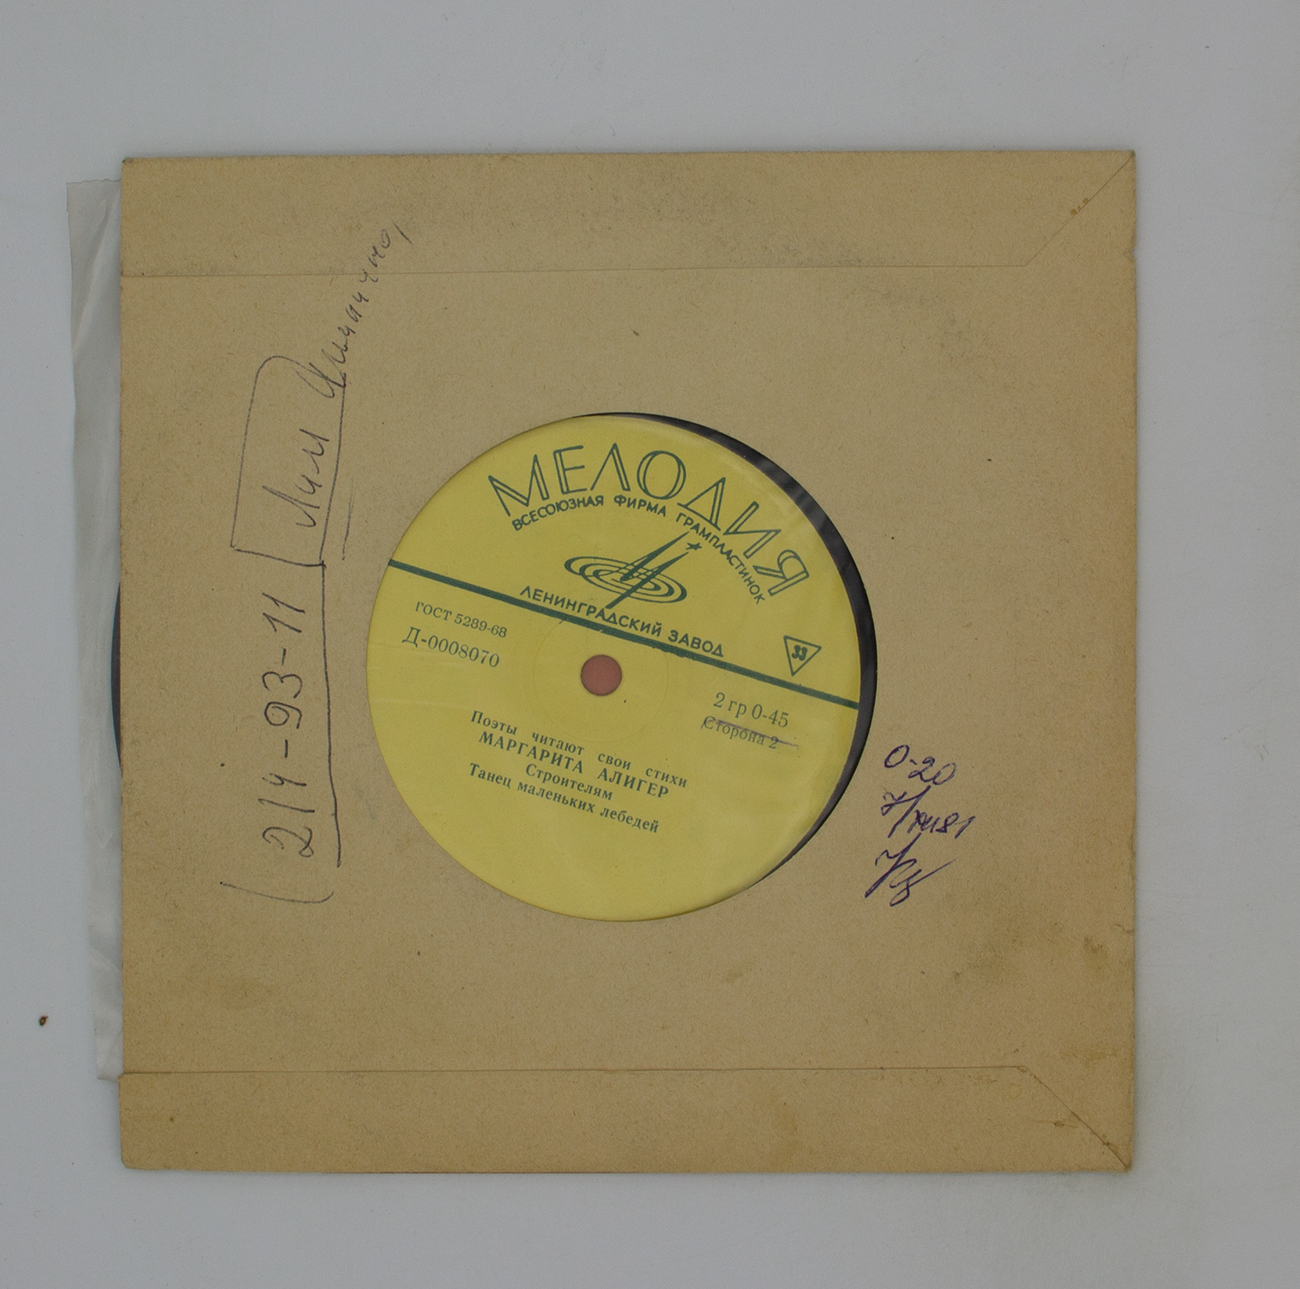 МЕЛОДИЯ
ВСЕСОЮЗНАЯ ФИРМА ГРАМПЛАСТИНОК
ЛЕНИНГРАДСКИЙ ЗАВОД
33
ГОСТ 5289-68
Д-0008070
2 гр 0-45
Сторона 2
Поэты читают свои стихи
МАРГАРИТА АЛИГЕР
Строителям
Танец маленьких лебедей
214-93-11
0-20